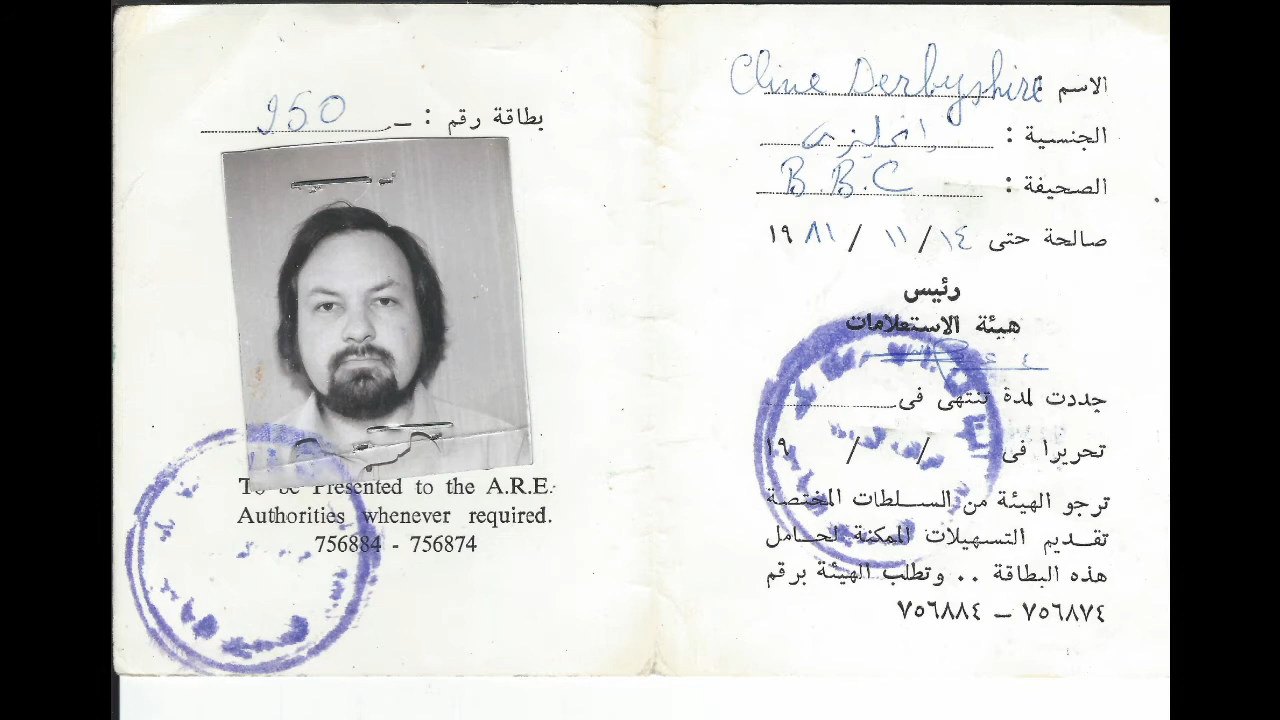 بطاقة رقم : ـ 950
To be Presented to the A.R.E.
Authorities whenever required.
756884 - 756874
الاسم : Clive Derbyshire
الجنسية : إنجليزى
الصحيفة : B.B.C
صالحة حتى ١٤ / ١١ / ١٩٨١
رئيس
هيئة الاستعلامات
جددت لمدة تنتهى فى
تحريرا فى / / ١٩
ترجو الهيئة من السلطات المختصة
تقديم التسهيلات الممكنة لحامل
هذه البطاقة .. وتطلب الهيئة برقم
٧٥٦٨٨٤ – ٧٥٦٨٧٤